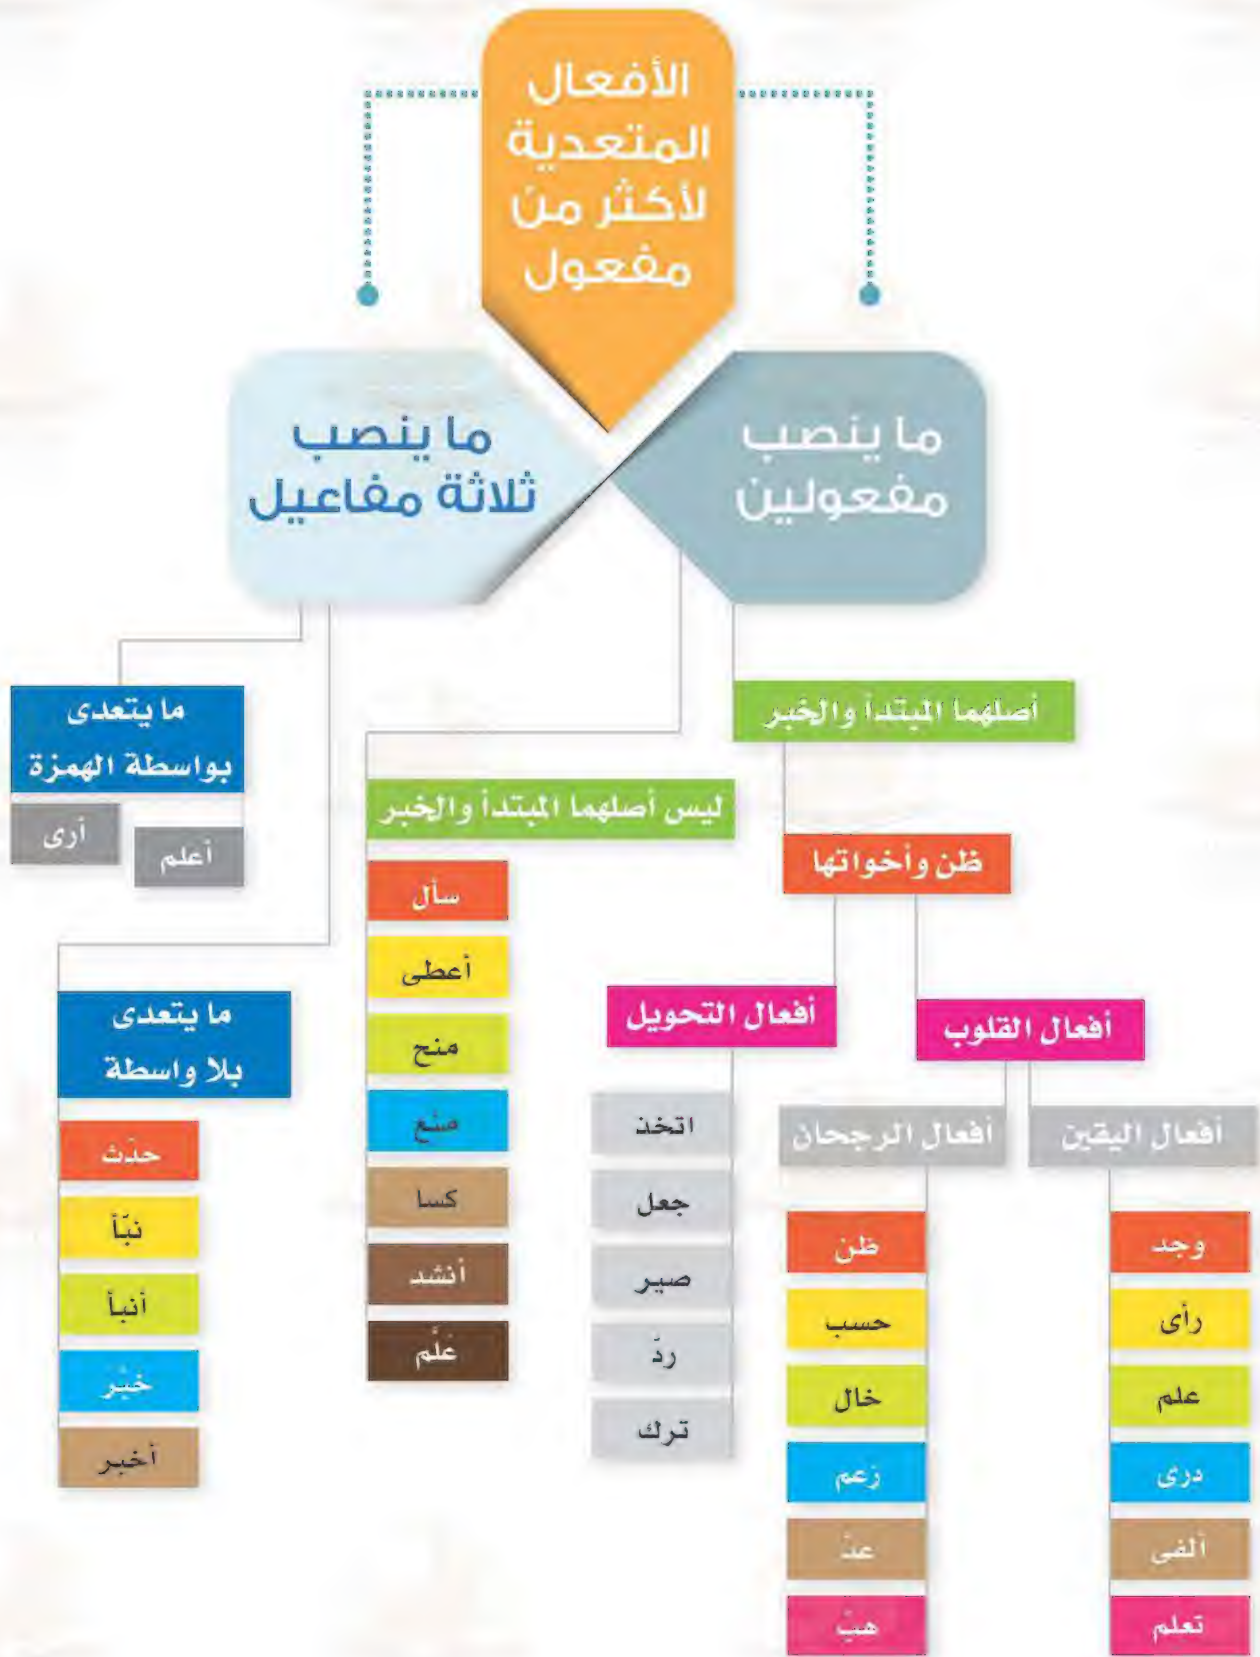 الأفعال
المتعدية
لأكثر من
مفعول
ما ينصب
مفعولين
ما ينصب
ثلاثة مفاعيل
أصلهما المبتدأ والخبر
ظن وأخواتها
أفعال القلوب
أفعال اليقين
وجد
رأى
علم
درى
ألفى
تعلم
أفعال الرجحان
ظن
حسب
خال
زعم
عدّ
هبْ
أفعال التحويل
اتخذ
جعل
صير
ردّ
ترك
ليس أصلهما المبتدأ والخبر
سأل
أعطى
منح
كسا
أنشد
علَّم
ما يتعدى
بواسطة الهمزة
أعلم
أرى
ما يتعدى
بلا واسطة
حدّث
نبّأ
أنبأ
خبّر
أخبر